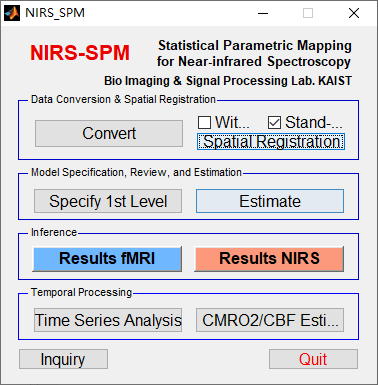 NIRS_SPM
NIRS-SPM
Statistical Parametric Mapping
for Near-infrared Spectroscopy
Bio Imaging & Signal Processing Lab. KAIST
Data Conversion & Spatial Registration
Convert
Wit... Stand-...
Spatial Registration
Model Specification, Review, and Estimation
Specify 1st Level Estimate
Inference
Results fMRI Results NIRS
Temporal Processing
Time Series Analysis CMRO2/CBF Esti...
Inquiry Quit